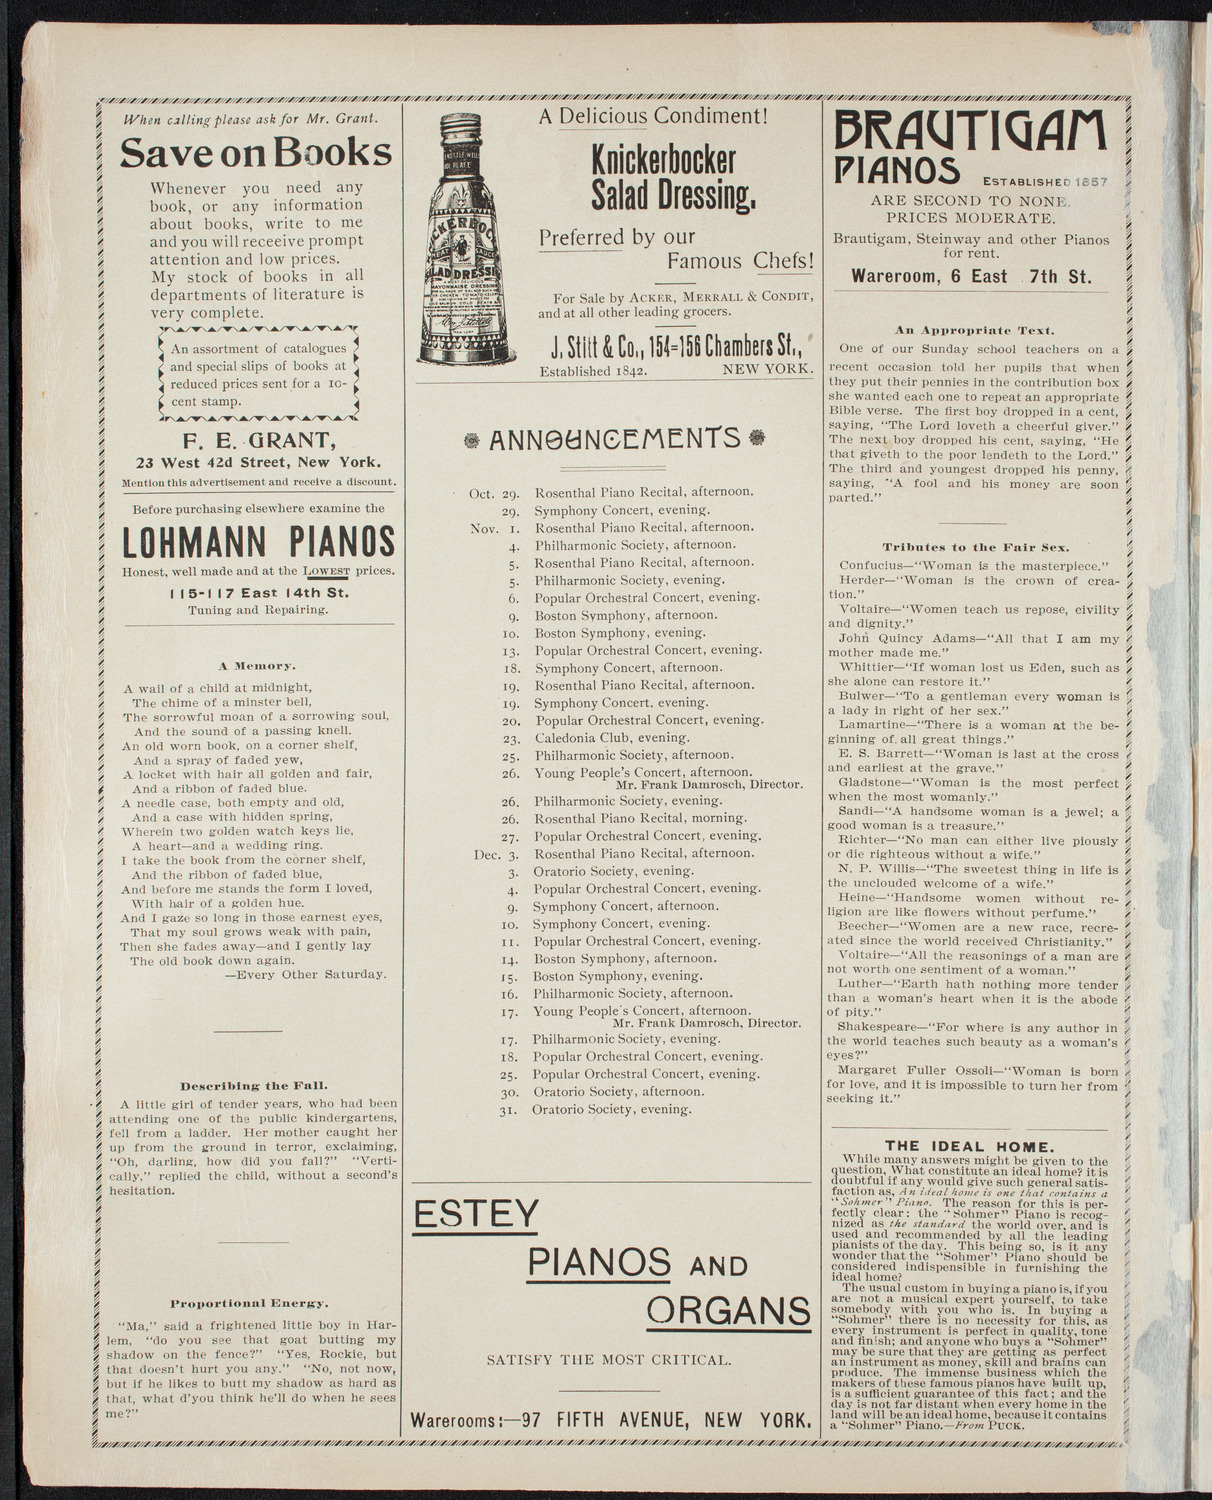 When calling please ask for Mr. Grant.
Save on Books
Whenever you need any
book, or any information
about books, write to me
and you will receeive prompt
attention and low prices.
My stock of books in all
departments of literature is
very complete.
An assortment of catalogues
and special slips of books at
reduced prices sent for a 10-
cent stamp.
F. E. GRANT,
23 West 42d Street, New York.
Mention this advertisement and receive a discount.
Before purchasing elsewhere examine the
LOHMANN PIANOS
Honest, well made and at the LOWEST prices.
115-117 East 14th St.
Tuning and Repairing.
A Memory.
A wail of a child at midnight,
The chime of a minster bell,
The sorrowful moan of a sorrowing soul,
And the sound of a passing knell.
An old worn book, on a corner shelf,
And a spray of faded yew,
A locket with hair all golden and fair,
And a ribbon of faded blue.
A needle case, both empty and old,
And a case with hidden spring,
Wherein two golden watch keys lie,
A heart—and a wedding ring.
I take the book from the corner shelf,
And the ribbon of faded blue,
And before me stands the form I loved,
With hair of a golden hue.
And I gaze so long in those earnest eyes,
That my soul grows weak with pain,
Then she fades away—and I gently lay
The old book down again.
—Every Other Saturday.
Describing the Fall.
A little girl of tender years, who had been
attending one of the public kindergartens,
fell from a ladder. Her mother caught her
up from the ground in terror, exclaiming,
"Oh, darling, how did you fall?" "Verti-
cally," replied the child, without a second's
hesitation.
Proportional Energy.
"Ma," said a frightened little boy in Har-
lem, "do you see that goat butting my
shadow on the fence?" "Yes, Rockie, but
that doesn't hurt you any." "No, not now,
but if he likes to butt my shadow as hard as
that, what d'you think he'll do when he sees
me?"
A Delicious Condiment!
Knickerbocker
Salad Dressing,
Preferred by our
Famous Chefs!
For Sale by ACKER, MERRALL & CONDIT,
and at all other leading grocers.
J. Stitt & Co., 154=156 Chambers St.,
Established 1842. NEW YORK.
ANNOUNCEMENTS
Oct. 29. Rosenthal Piano Recital, afternoon.
29. Symphony Concert, evening.
Nov. 1. Rosenthal Piano Recital, afternoon.
4. Philharmonic Society, afternoon.
5. Rosenthal Piano Recital, afternoon.
5. Philharmonic Society, evening.
6. Popular Orchestral Concert, evening.
9. Boston Symphony, afternoon.
10. Boston Symphony, evening.
13. Popular Orchestral Concert, evening.
18. Symphony Concert, afternoon.
19. Rosenthal Piano Recital, afternoon.
19. Symphony Concert, evening.
20. Popular Orchestral Concert, evening.
23. Caledonia Club, evening.
25. Philharmonic Society, afternoon.
26. Young People's Concert, afternoon.
Mr. Frank Damrosch, Director.
26. Philharmonic Society, evening.
26. Rosenthal Piano Recital, morning.
27. Popular Orchestral Concert, evening.
Dec. 3. Rosenthal Piano Recital, afternoon.
3. Oratorio Society, evening.
4. Popular Orchestral Concert, evening.
9. Symphony Concert, afternoon.
10. Symphony Concert, evening.
11. Popular Orchestral Concert, evening.
14. Boston Symphony, afternoon.
15. Boston Symphony, evening.
16. Philharmonic Society, afternoon.
17. Young People's Concert, afternoon.
Mr. Frank Damrosch, Director.
17. Philharmonic Society, evening.
18. Popular Orchestral Concert, evening.
25. Popular Orchestral Concert, evening.
30. Oratorio Society, afternoon.
31. Oratorio Society, evening.
ESTEY
PIANOS AND
ORGANS
SATISFY THE MOST CRITICAL.
Warerooms:—97 FIFTH AVENUE, NEW YORK.
BRAUTIGAM
PIANOS ESTABLISHED 1857
ARE SECOND TO NONE.
PRICES MODERATE.
Brautigam, Steinway and other Pianos
for rent.
Wareroom, 6 East 7th St.
An Appropriate Text.
One of our Sunday school teachers on a
recent occasion told her pupils that when
they put their pennies in the contribution box
she wanted each one to repeat an appropriate
Bible verse. The first boy dropped in a cent,
saying, "The Lord loveth a cheerful giver."
The next boy dropped his cent, saying, "He
that giveth to the poor lendeth to the Lord."
The third and youngest dropped his penny,
saying, "A fool and his money are soon
parted."
Tributes to the Fair Sex.
Confucius—"Woman is the masterpiece."
Herder—"Woman is the crown of crea-
tion."
Voltaire—"Women teach us repose, civility
and dignity."
John Quincy Adams—"All that I am my
mother made me."
Whittier—"If woman lost us Eden, such as
she alone can restore it."
Bulwer—"To a gentleman every woman is
a lady in right of her sex."
Lamartine—"There is a woman at the be-
ginning of all great things."
E. S. Barrett—"Woman is last at the cross
and earliest at the grave."
Gladstone—"Woman is the most perfect
when the most womanly."
Sandi—"A handsome woman is a jewel; a
good woman is a treasure."
Richter—"No man can either live piously
or die righteous without a wife."
N. P. Willis—"The sweetest thing in life is
the unclouded welcome of a wife."
Heine—"Handsome women without re-
ligion are like flowers without perfume."
Beecher—"Women are a new race, recre-
ated since the world received Christianity."
Voltaire—"All the reasonings of a man are
not worth one sentiment of a woman."
Luther—"Earth hath nothing more tender
than a woman's heart when it is the abode
of pity."
Shakespeare—"For where is any author in
the world teaches such beauty as a woman's
eyes?"
Margaret Fuller Ossoli—"Woman is born
for love, and it is impossible to turn her from
seeking it."
THE IDEAL HOME.
While many answers might be given to the
question, What constitute an ideal home? it is
doubtful if any would give such general satis-
faction as, An ideal home is one that contains a
"Sohmer" Piano. The reason for this is per-
fectly clear: the "Sohmer" Piano is recog-
nized as the standard the world over, and is
used and recommended by all the leading
pianists of the day. This being so, is it any
wonder that the "Sohmer" Piano should be
considered indispensible in furnishing the
ideal home?
The usual custom in buying a piano is, if you
are not a musical expert yourself, to take
somebody with you who is. In buying a
"Sohmer" there is no necessity for this, as
every instrument is perfect in quality, tone
and finish; and anyone who buys a "Sohmer"
may be sure that they are getting as perfect
an instrument as money, skill and brains can
produce. The immense business which the
makers of these famous pianos have built up,
is a sufficient guarantee of this fact; and the
day is not far distant when every home in the
land will be an ideal home, because it contains
a "Sohmer" Piano.—From PUCK.